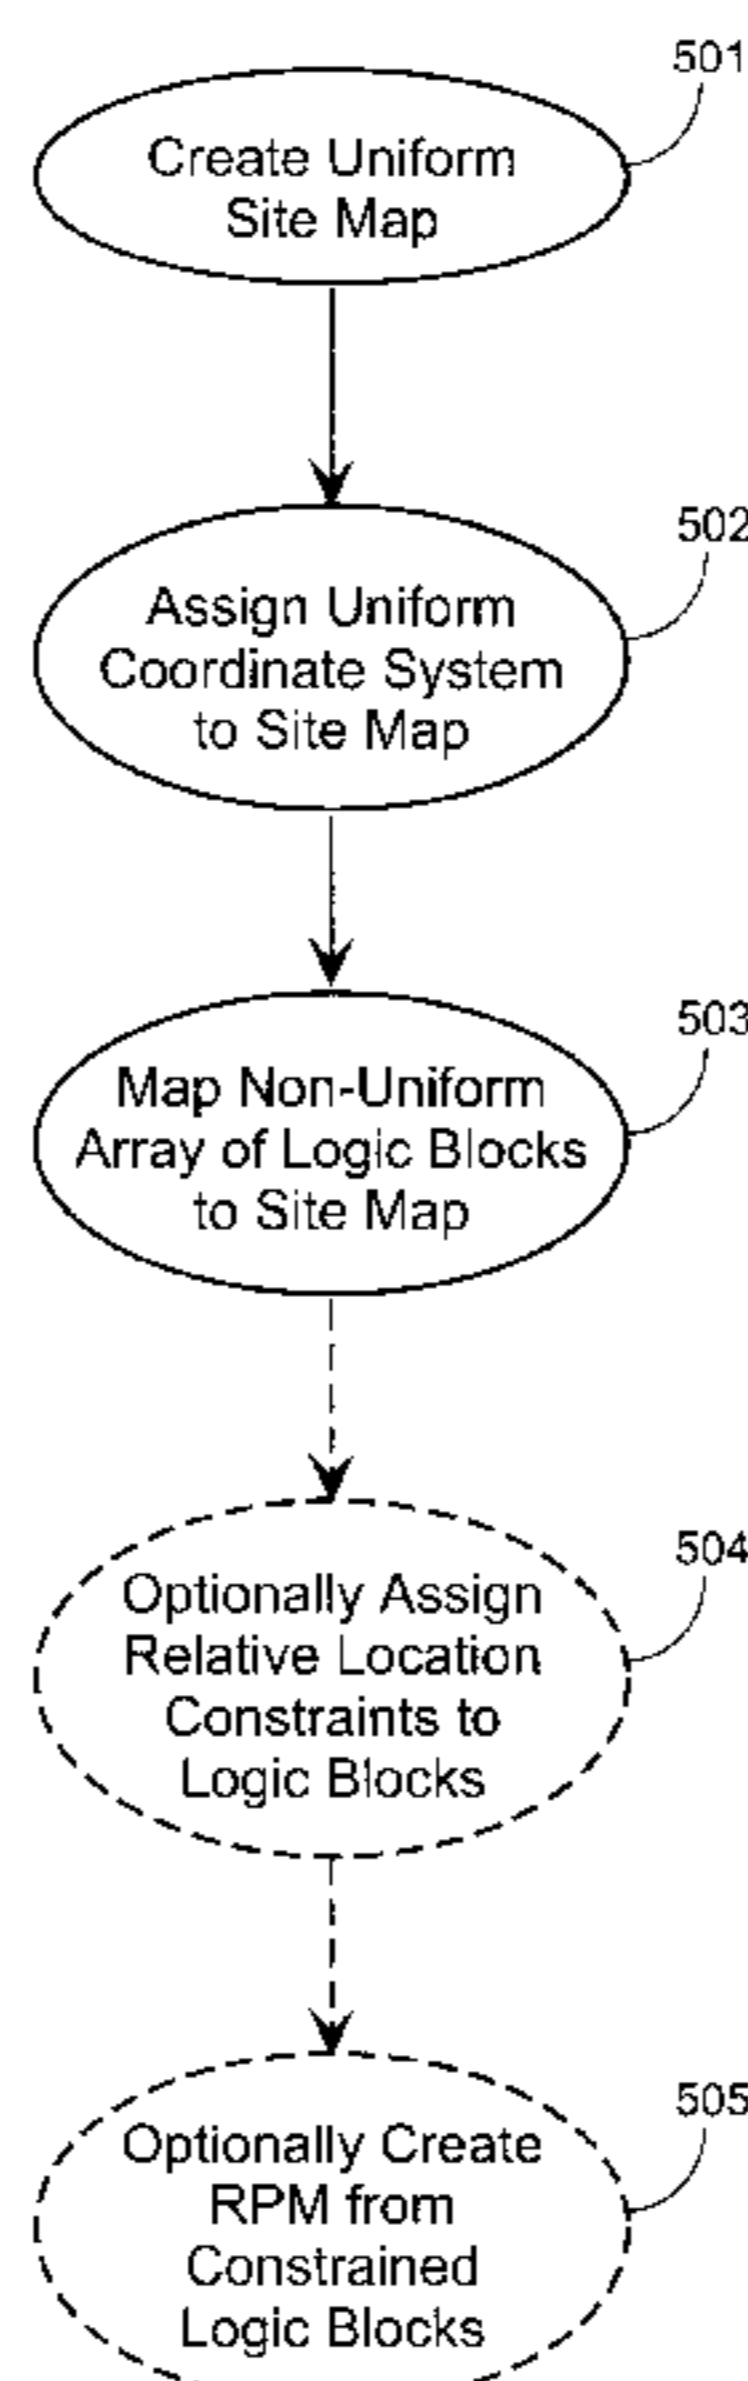 501
Create Uniform
Site Map
502
Assign Uniform
Coordinate System
to Site Map
503
Map Non-Uniform
Array of Logic Blocks
to Site Map
504
Optionally Assign
Relative Location
Constraints to
Logic Blocks
505
Optionally Create
RPM from
Constrained
Logic Blocks